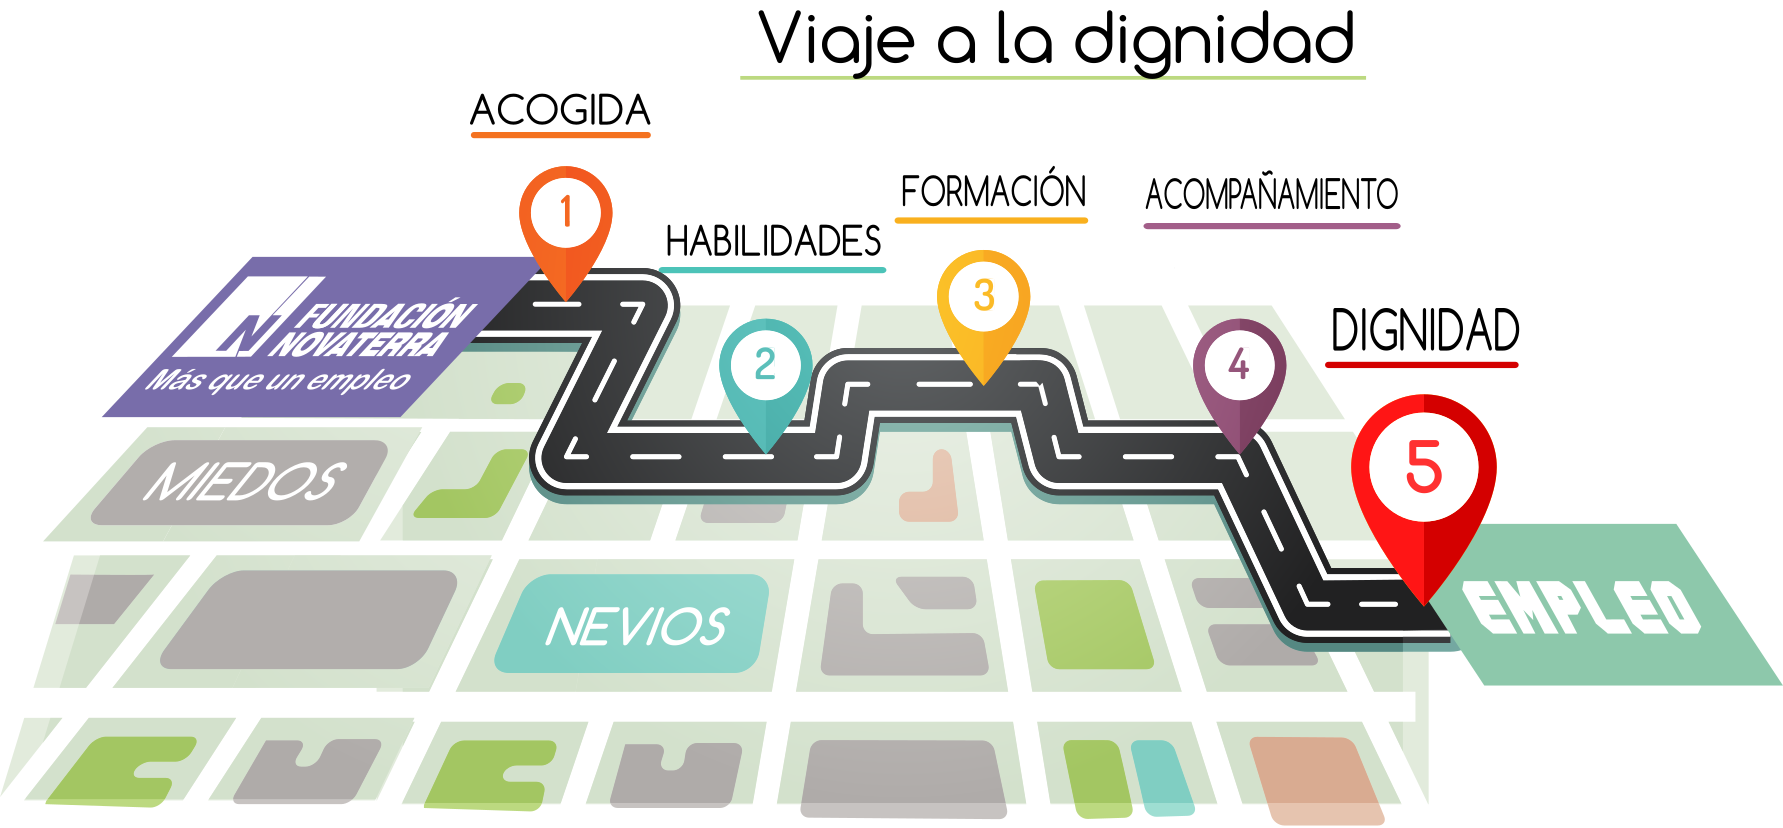 Viaje a la dignidad
ACOGIDA
1
HABILIDADES
2
FORMACIÓN
3
ACOMPAÑAMIENTO
4
DIGNIDAD
5
FUNDACIÓN
NOVATERRA
Más que un empleo
MIEDOS
NEVIOS
EMPLEO